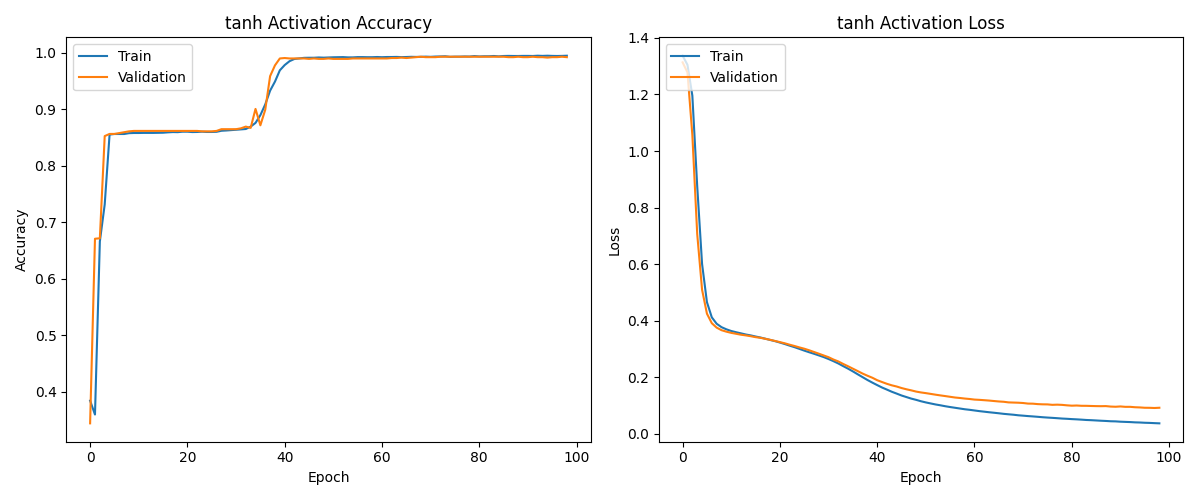 tanh Activation Accuracy
Train
Validation
1.0
0.9
0.8
0.7
0.6
0.5
0.4
Accuracy
0
20
40
60
80
100
Epoch
tanh Activation Loss
Train
Validation
1.4
1.2
1.0
0.8
0.6
0.4
0.2
0.0
Loss
0
20
40
60
80
100
Epoch